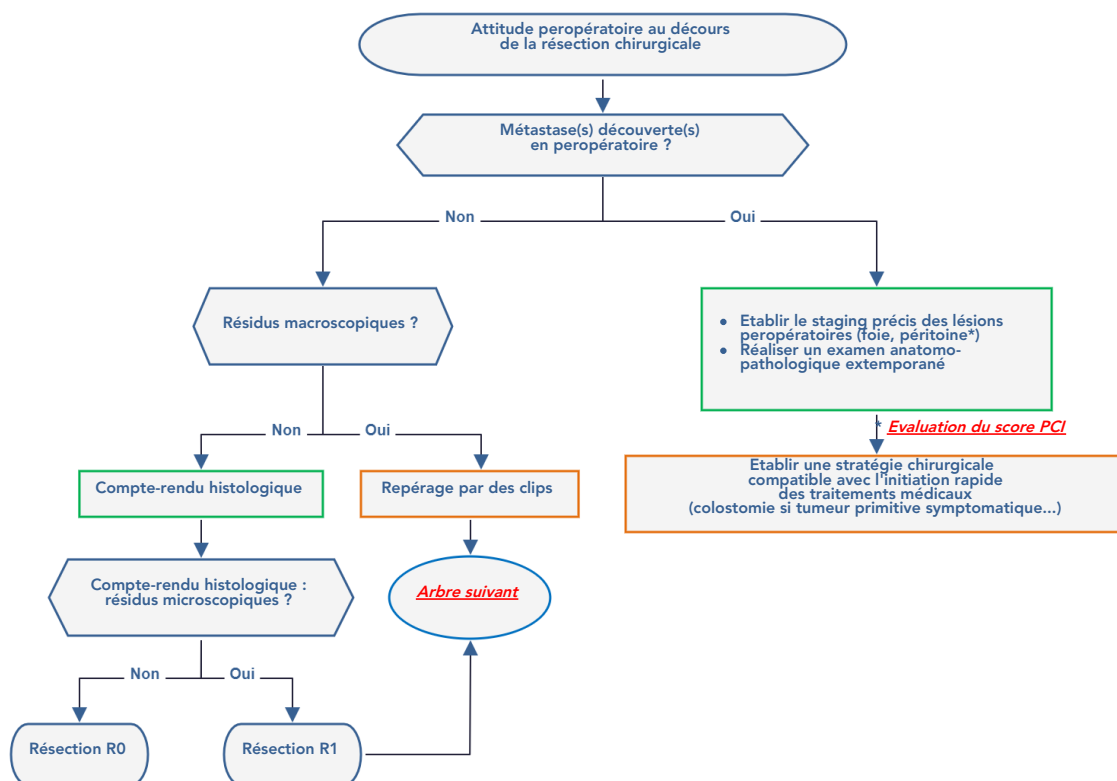 Attitude peropératoire au décours
de la résection chirurgicale
Métastase(s) découverte(s)
en peropératoire ?
Non
Oui
Résidus macroscopiques ?
• Etablir le staging précis des lésions
peropératoires (foie, péritoine*)
• Réaliser un examen anatomo-
pathologique extemporané
* Evaluation du score PCI
Non
Oui
Compte-rendu histologique
Repérage par des clips
Etablir une stratégie chirurgicale
compatible avec l'initiation rapide
des traitements médicaux
(colostomie si tumeur primitive symptomatique...)
Compte-rendu histologique :
résidus microscopiques ?
Arbre suivant
Non
Oui
Résection R0
Résection R1